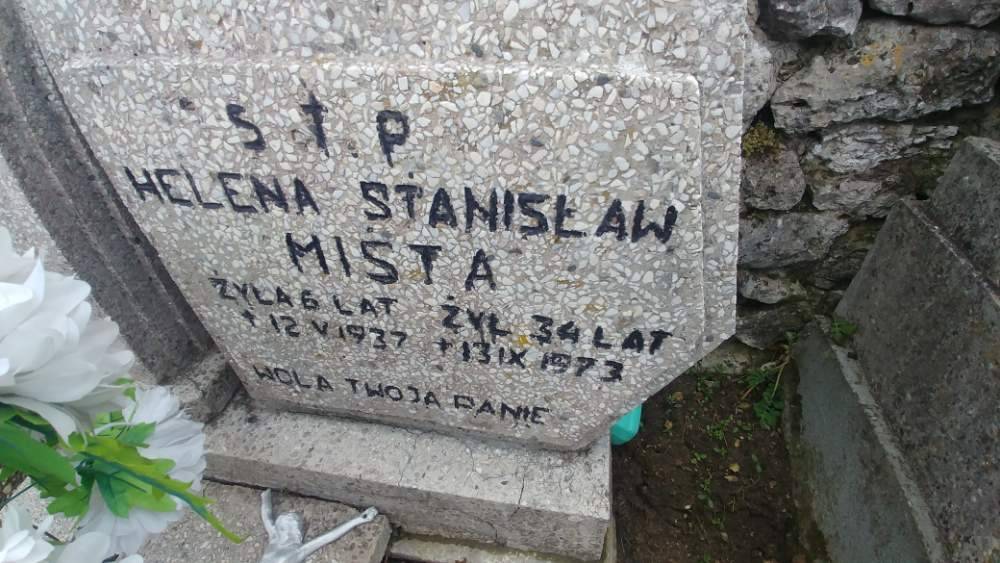 Ś † P
HELENA STANISŁAW
MISTA
ŻYŁA 6 LAT ŻYŁ 34 LAT
† 12 V 1937 † 13 IX 1973
WOLA TWOJA PANIE